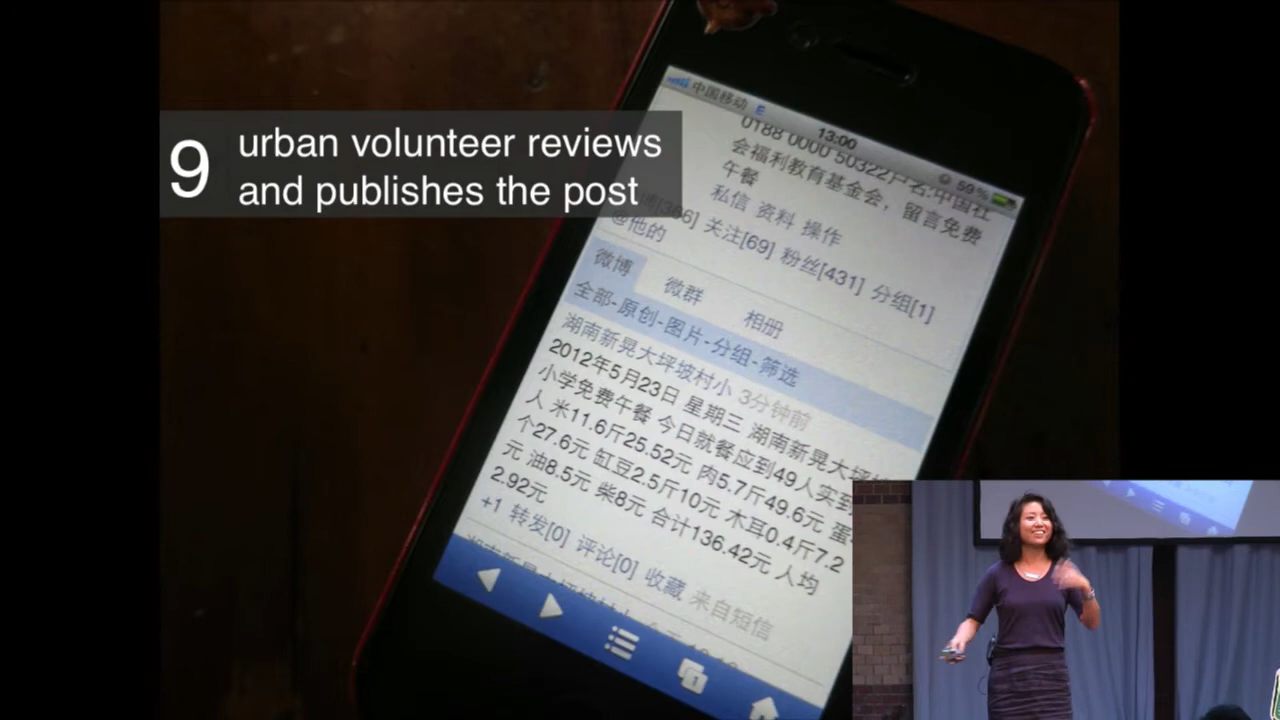 9
urban volunteer reviews
and publishes the post
中国移动 E 13:00 59%
0188 0000 50322户名:中国社
会福利教育基金会，留言免费
午餐
私信 资料 操作
关注[69] 粉丝[431] 分组[1]
@他的
微博 微群 相册
全部-原创-图片-分组-筛选
湖南新晃大坪坡村小 3分钟前
2012年5月23日 星期三 湖南新晃大坪
小学免费午餐 今日就餐应到49人实到
人 米11.6斤25.52元 肉5.7斤49.6元 蛋
个27.6元 缸豆2.5斤10元 木耳0.4斤7.2
元 油8.5元 柴8元 合计136.42元 人均
2.92元
+1 转发[0] 评论[0] 收藏 来自短信